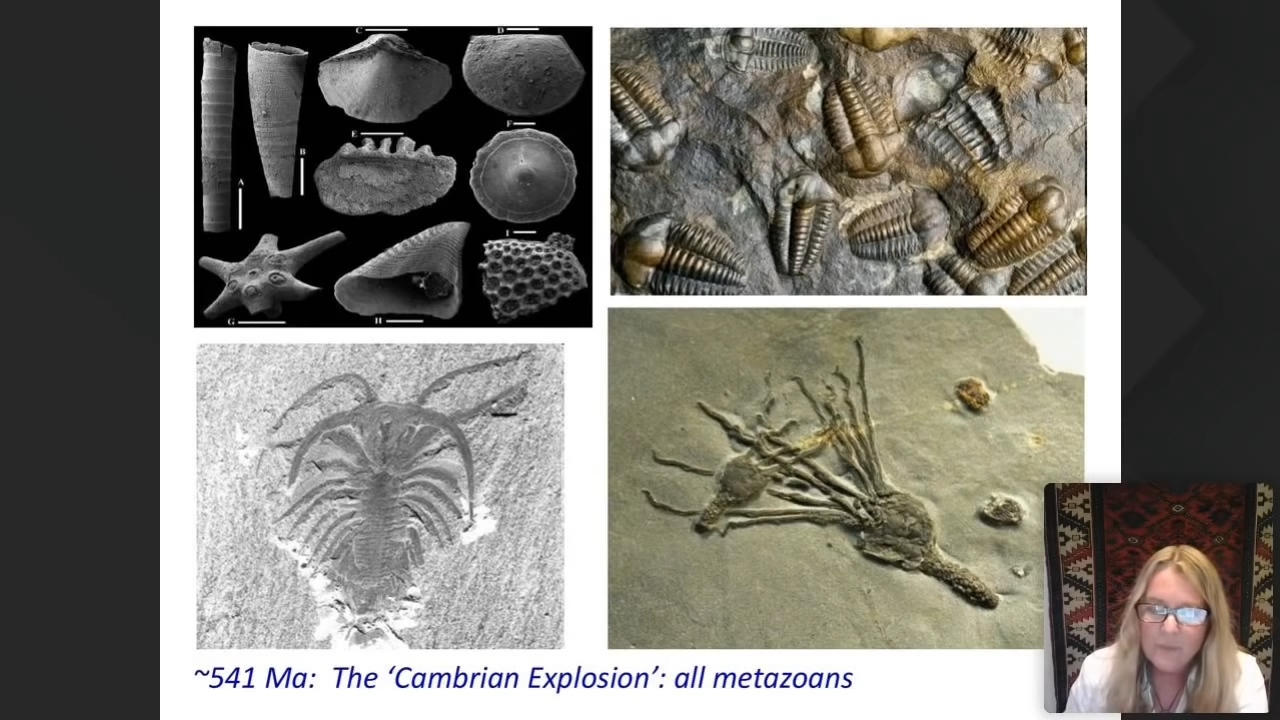 C
D
E
F
B
A
I
G
H
~541 Ma: The ‘Cambrian Explosion’: all metazoans